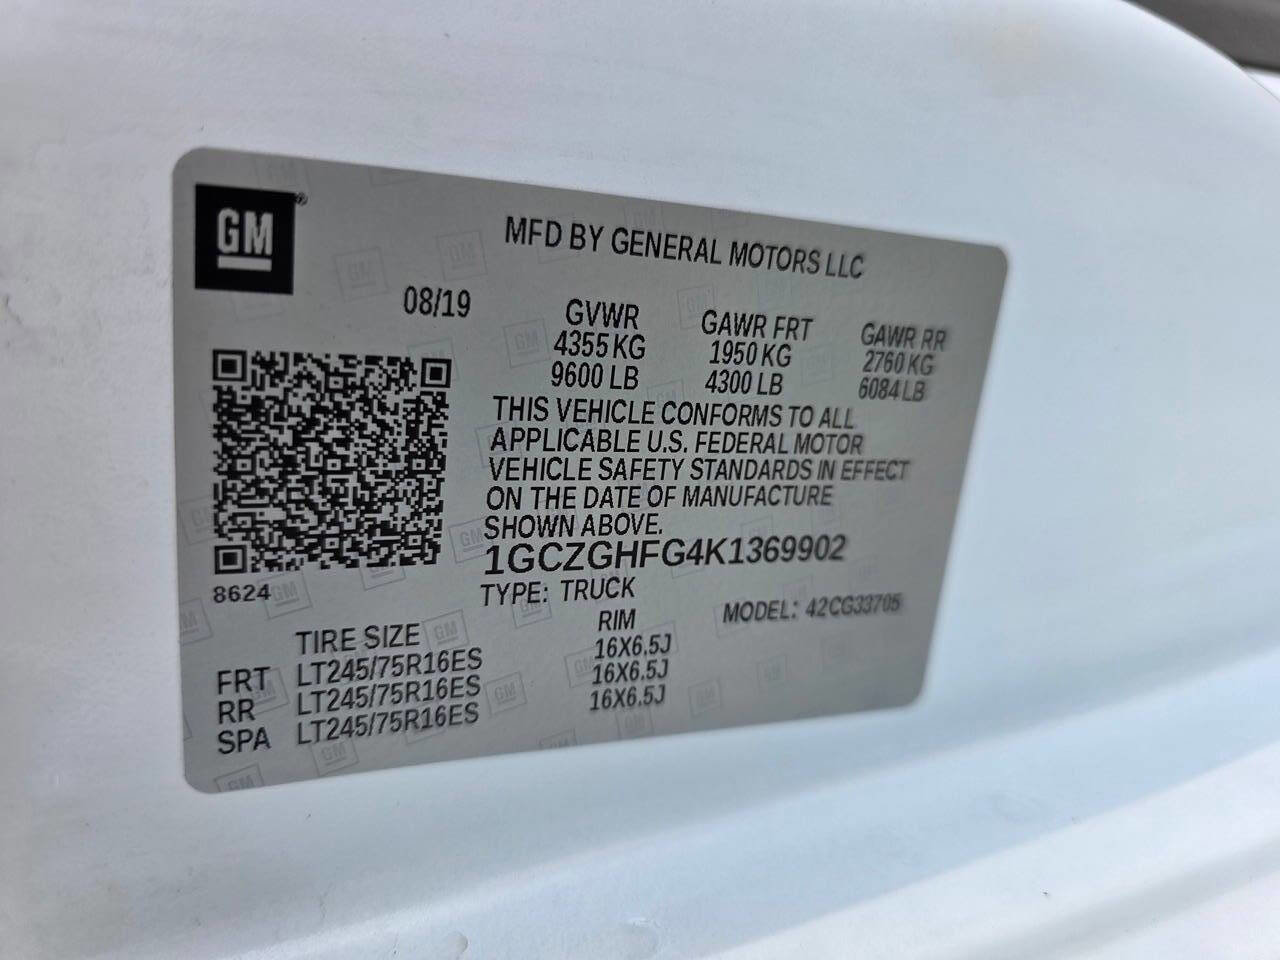 GM®
MFD BY GENERAL MOTORS LLC
08/19
GVWR GAWR FRT GAWR RR
4355 KG 1950 KG 2760 KG
9600 LB 4300 LB 6084 LB
THIS VEHICLE CONFORMS TO ALL
APPLICABLE U.S. FEDERAL MOTOR
VEHICLE SAFETY STANDARDS IN EFFECT
ON THE DATE OF MANUFACTURE
SHOWN ABOVE.
1GCZGHFG4K1369902
8624
TYPE: TRUCK MODEL: 42CG33705
TIRE SIZE RIM
FRT LT245/75R16ES 16X6.5J
RR LT245/75R16ES 16X6.5J
SPA LT245/75R16ES 16X6.5J